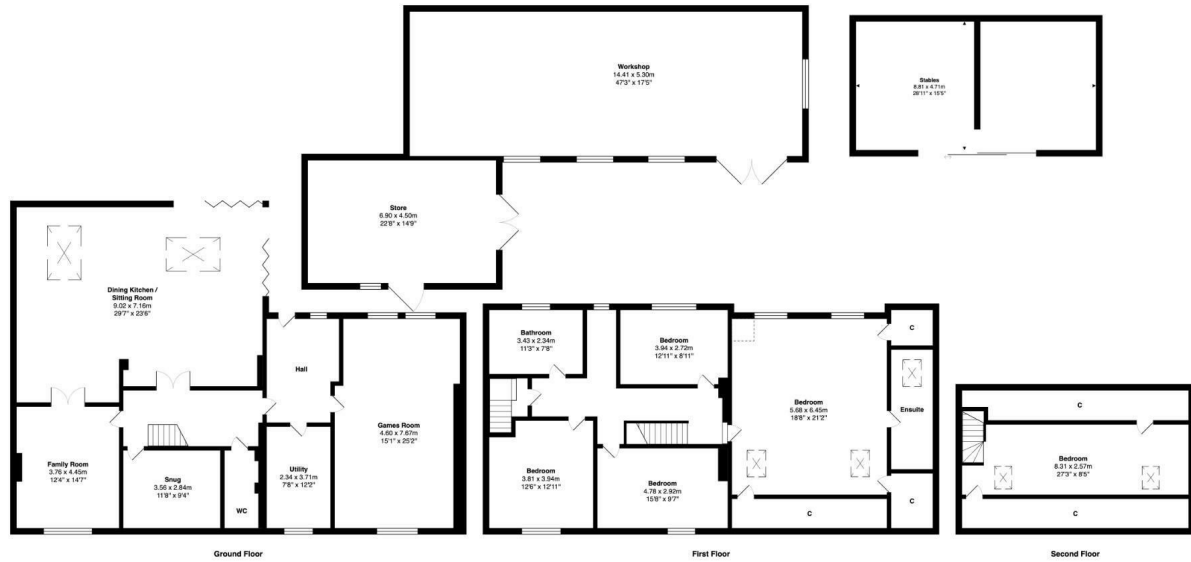 Workshop
14.41 x 5.30m
47'3" x 17'5"
Stables
8.81 x 4.71m
28'11" x 15'5"
Store
6.90 x 4.50m
22'8" x 14'9"
Dining Kitchen /
Sitting Room
9.02 x 7.16m
29'7" x 23'6"
Hall
Games Room
4.60 x 7.67m
15'1" x 25'2"
Family Room
3.76 x 4.45m
12'4" x 14'7"
Snug
3.56 x 2.84m
11'8" x 9'4"
WC
Utility
2.34 x 3.71m
7'8" x 12'2"
Ground Floor
Bathroom
3.43 x 2.34m
11'3" x 7'8"
Bedroom
3.94 x 2.72m
12'11" x 8'11"
Bedroom
5.68 x 6.45m
18'8" x 21'2"
C
Ensuite
C
C
Bedroom
3.81 x 3.94m
12'6" x 12'11"
Bedroom
4.78 x 2.92m
15'8" x 9'7"
First Floor
C
Bedroom
8.31 x 2.57m
27'3" x 8'5"
C
Second Floor